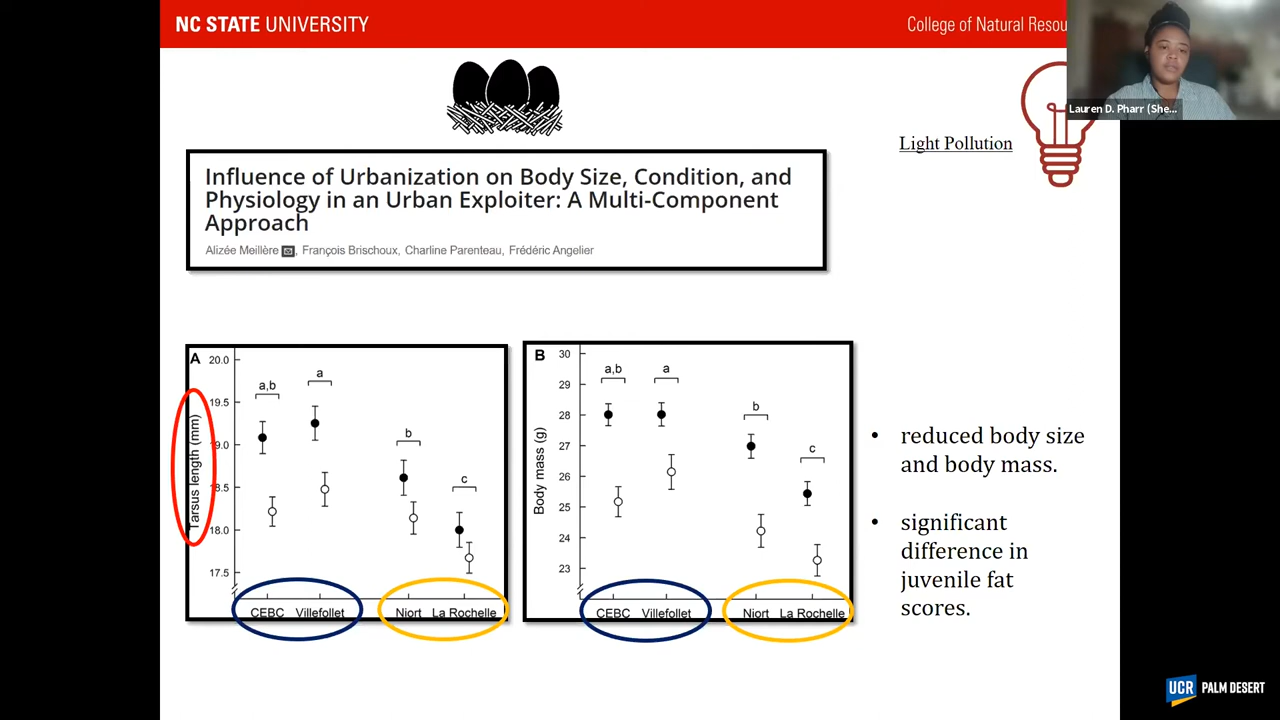 NC STATE UNIVERSITY
College of Natural Resou
Lauren D. Pharr (She...
Light Pollution
Influence of Urbanization on Body Size, Condition, and
Physiology in an Urban Exploiter: A Multi-Component
Approach
Alizée Meillère, François Brischoux, Charline Parenteau, Frédéric Angelier
A
20.0
19.5
19.0
18.5
18.0
17.5
Tarsus length (mm)
a,b
a
b
c
CEBC Villefollet Niort La Rochelle
B
30
29
28
27
26
25
24
23
Body mass (g)
a,b
a
b
c
CEBC Villefollet Niort La Rochelle
• reduced body size
and body mass.
• significant
difference in
juvenile fat
scores.
UCR PALM DESERT